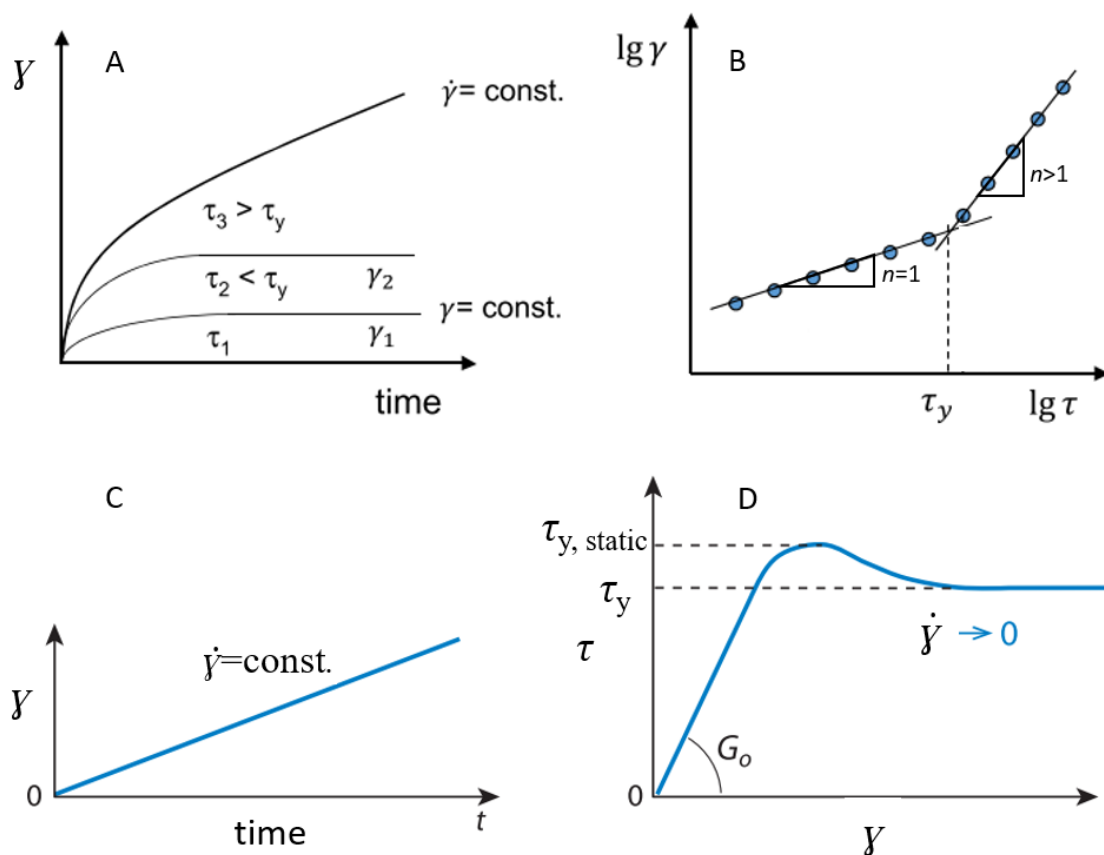 A
γ
γ̇= const.
τ₃ > τy
τ₂ < τy
γ₂
γ = const.
τ₁
γ₁
time
B
lg γ
n>1
n=1
τy
lg τ
C
γ̇=const.
γ
0
time
t
D
τy, static
τy
τ
γ̇ → 0
Gₒ
0
γ